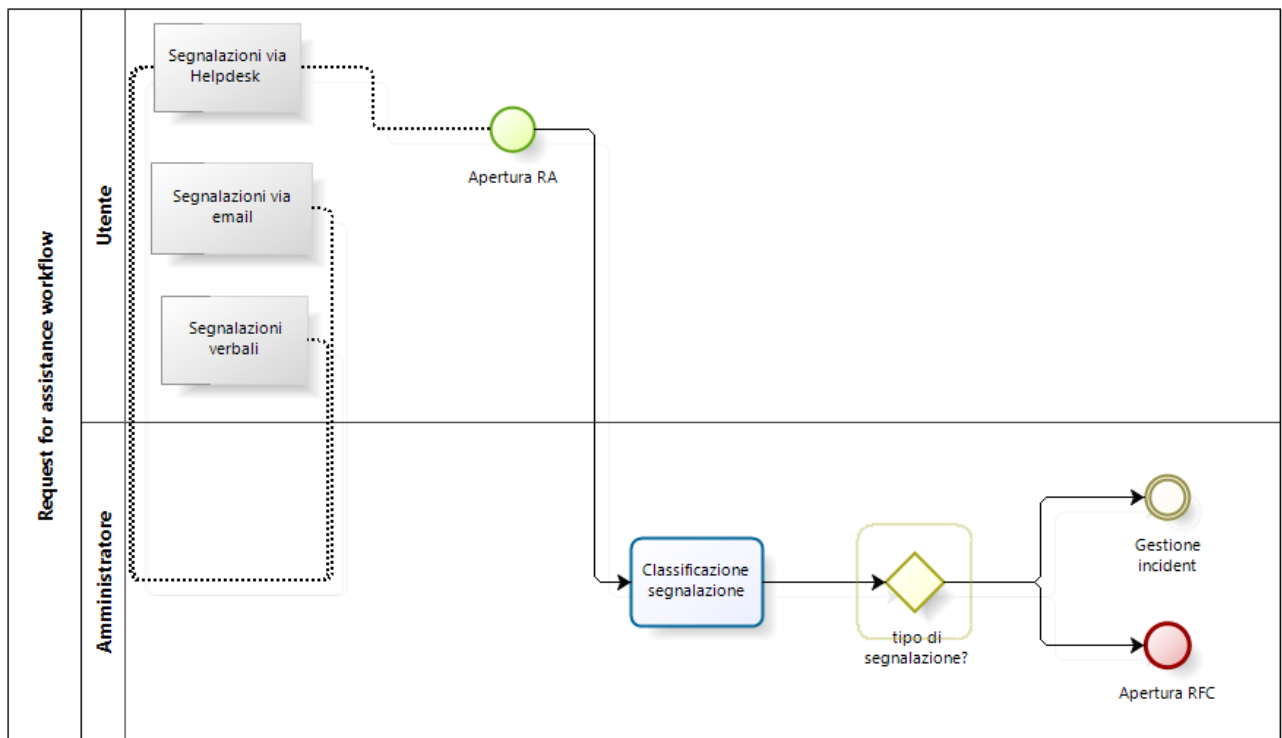 Request for assistance workflow
Utente
Segnalazioni via
Helpdesk
Apertura RA
Segnalazioni via
email
Segnalazioni
verbali
Amministratore
Classificazione
segnalazione
tipo di
segnalazione?
Gestione
incident
Apertura RFC